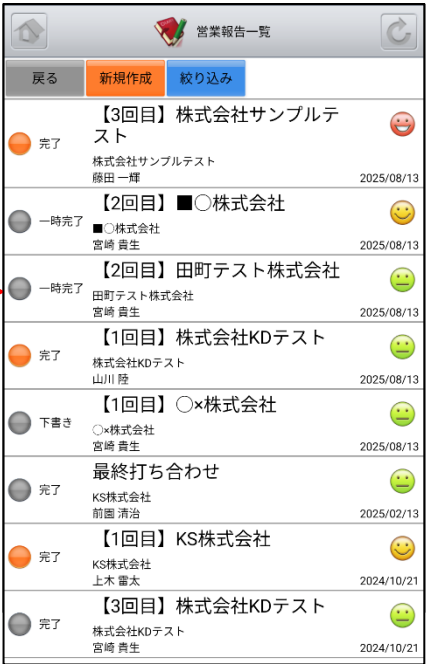 営業報告一覧
戻る 新規作成 絞り込み
【3回目】株式会社サンプルテ
スト
完了
株式会社サンプルテスト
藤田 一輝 2025/08/13
【2回目】■○株式会社
一時完了
■○株式会社
宮崎 貴生 2025/08/13
【2回目】田町テスト株式会社
一時完了
田町テスト株式会社
宮崎 貴生 2025/08/13
【1回目】株式会社KDテスト
完了
株式会社KDテスト
山川 陸 2025/08/13
【1回目】○×株式会社
下書き
○×株式会社
宮崎 貴生 2025/08/13
最終打ち合わせ
完了
KS株式会社
前園 清治 2025/02/13
【1回目】KS株式会社
完了
KS株式会社
上木 雷太 2024/10/21
【3回目】株式会社KDテスト
完了
株式会社KDテスト
宮崎 貴生 2024/10/21